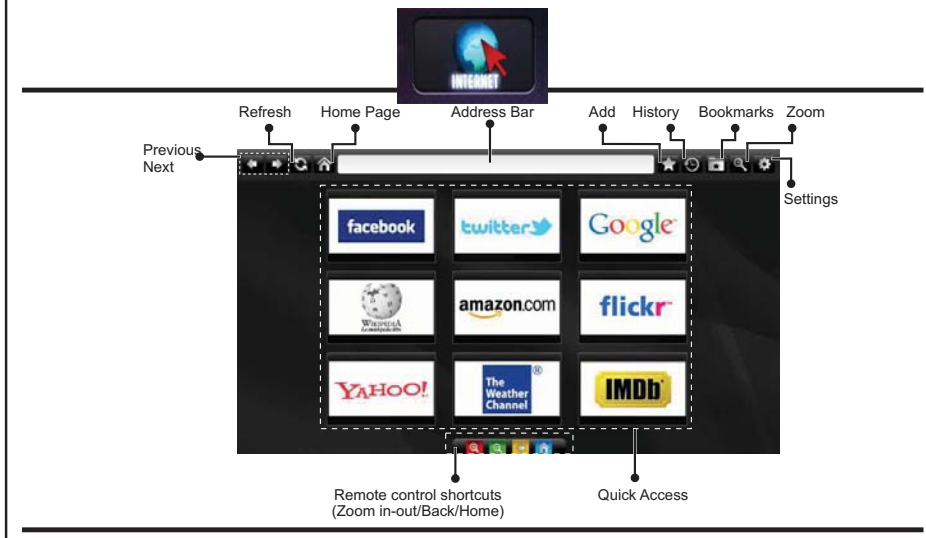 INTERNET
Refresh Home Page Address Bar Add History Bookmarks Zoom
Previous
Next
Settings
facebook twitter Google
WIKIPEDIA
amazon.com flickr
YAHOO! The
Weather
Channel
® IMDb
Remote control shortcuts
(Zoom in-out/Back/Home)
Quick Access